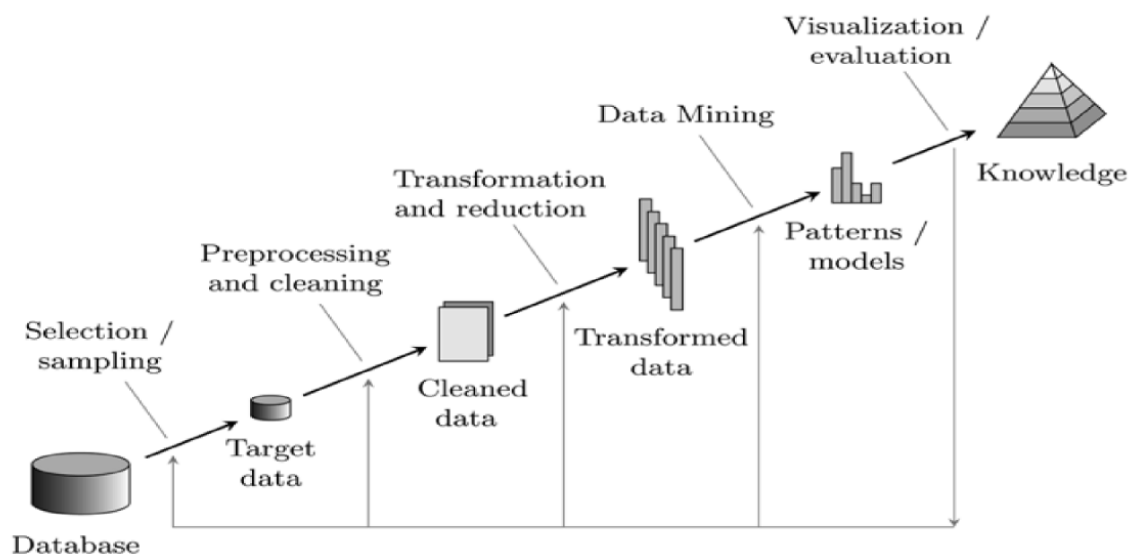 Visualization /
evaluation
Data Mining
Knowledge
Transformation
and reduction
Patterns /
models
Preprocessing
and cleaning
Transformed
data
Selection /
sampling
Cleaned
data
Target
data
Database